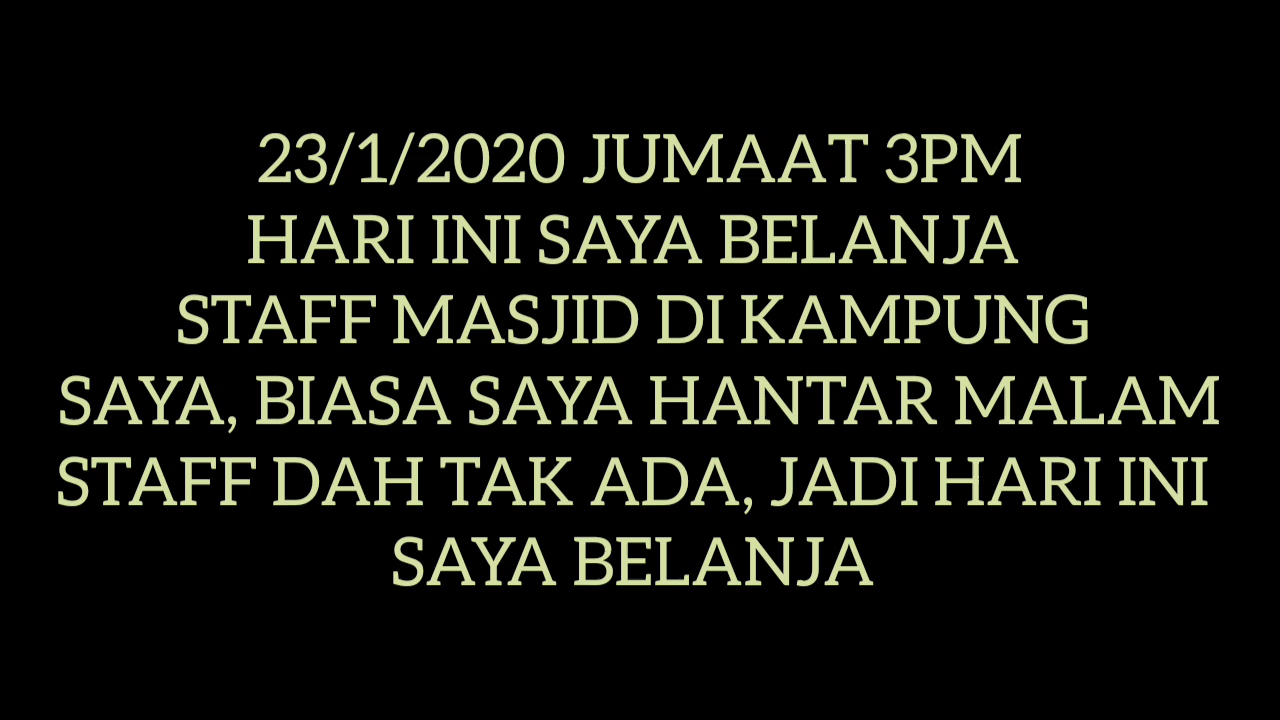 23/1/2020 JUMAAT 3PM
HARI INI SAYA BELANJA
STAFF MASJID DI KAMPUNG
SAYA, BIASA SAYA HANTAR MALAM
STAFF DAH TAK ADA, JADI HARI INI
SAYA BELANJA